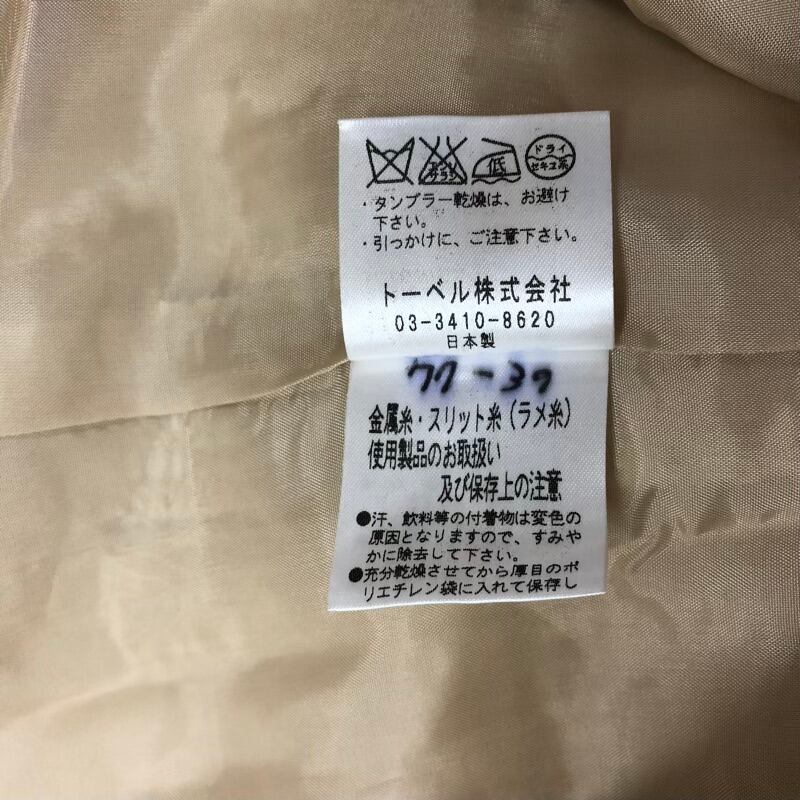 エンソ
サラシ
低
ドライ
セキユ系
・タンブラー乾燥は、お避け
下さい。
・引っかけに、ご注意下さい。
トーベル株式会社
03-3410-8620
日本製
金属糸・スリット糸(ラメ糸)
使用製品のお取扱い
及び保存上の注意
●汗、飲料等の付着物は変色の
原因となりますので、すみや
かに除去して下さい。
●充分乾燥させてから厚目のポ
リエチレン袋に入れて保存し